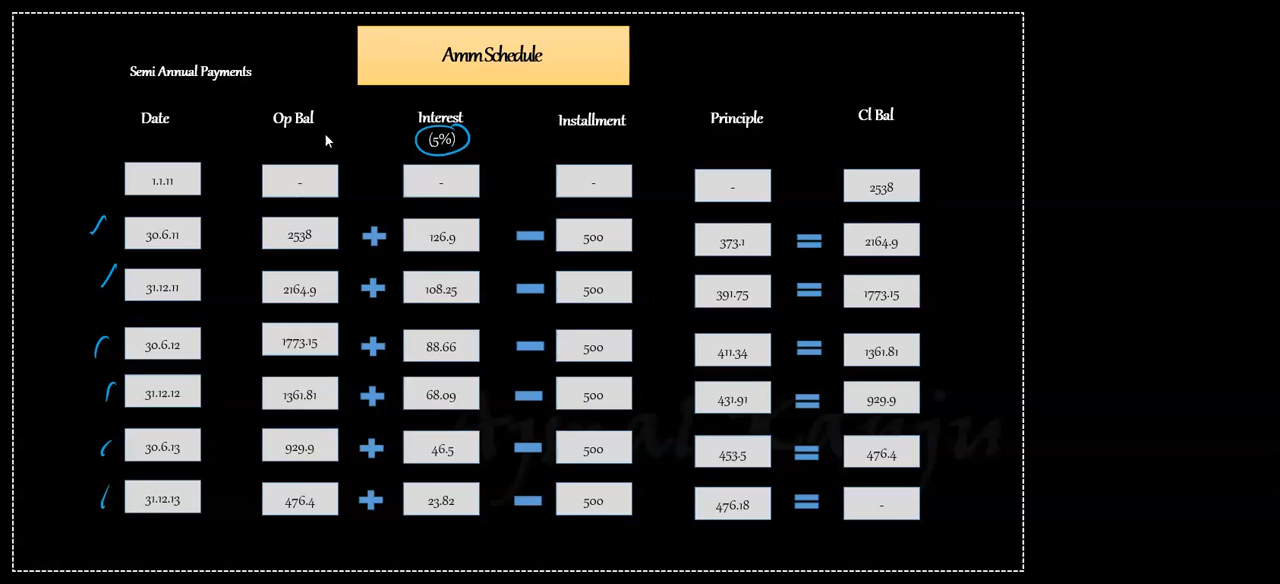 Amm Schedule
Semi Annual Payments
Date Op Bal Interest Installment Principle Cl Bal
(5%)
1.1.11 - - - - 2538
30.6.11 2538 + 126.9 - 500 373.1 = 2164.9
31.12.11 2164.9 + 108.25 - 500 391.75 = 1773.15
30.6.12 1773.15 + 88.66 - 500 411.34 = 1361.81
31.12.12 1361.81 + 68.09 - 500 431.91 = 929.9
30.6.13 929.9 + 46.5 - 500 453.5 = 476.4
31.12.13 476.4 + 23.82 - 500 476.18 = -